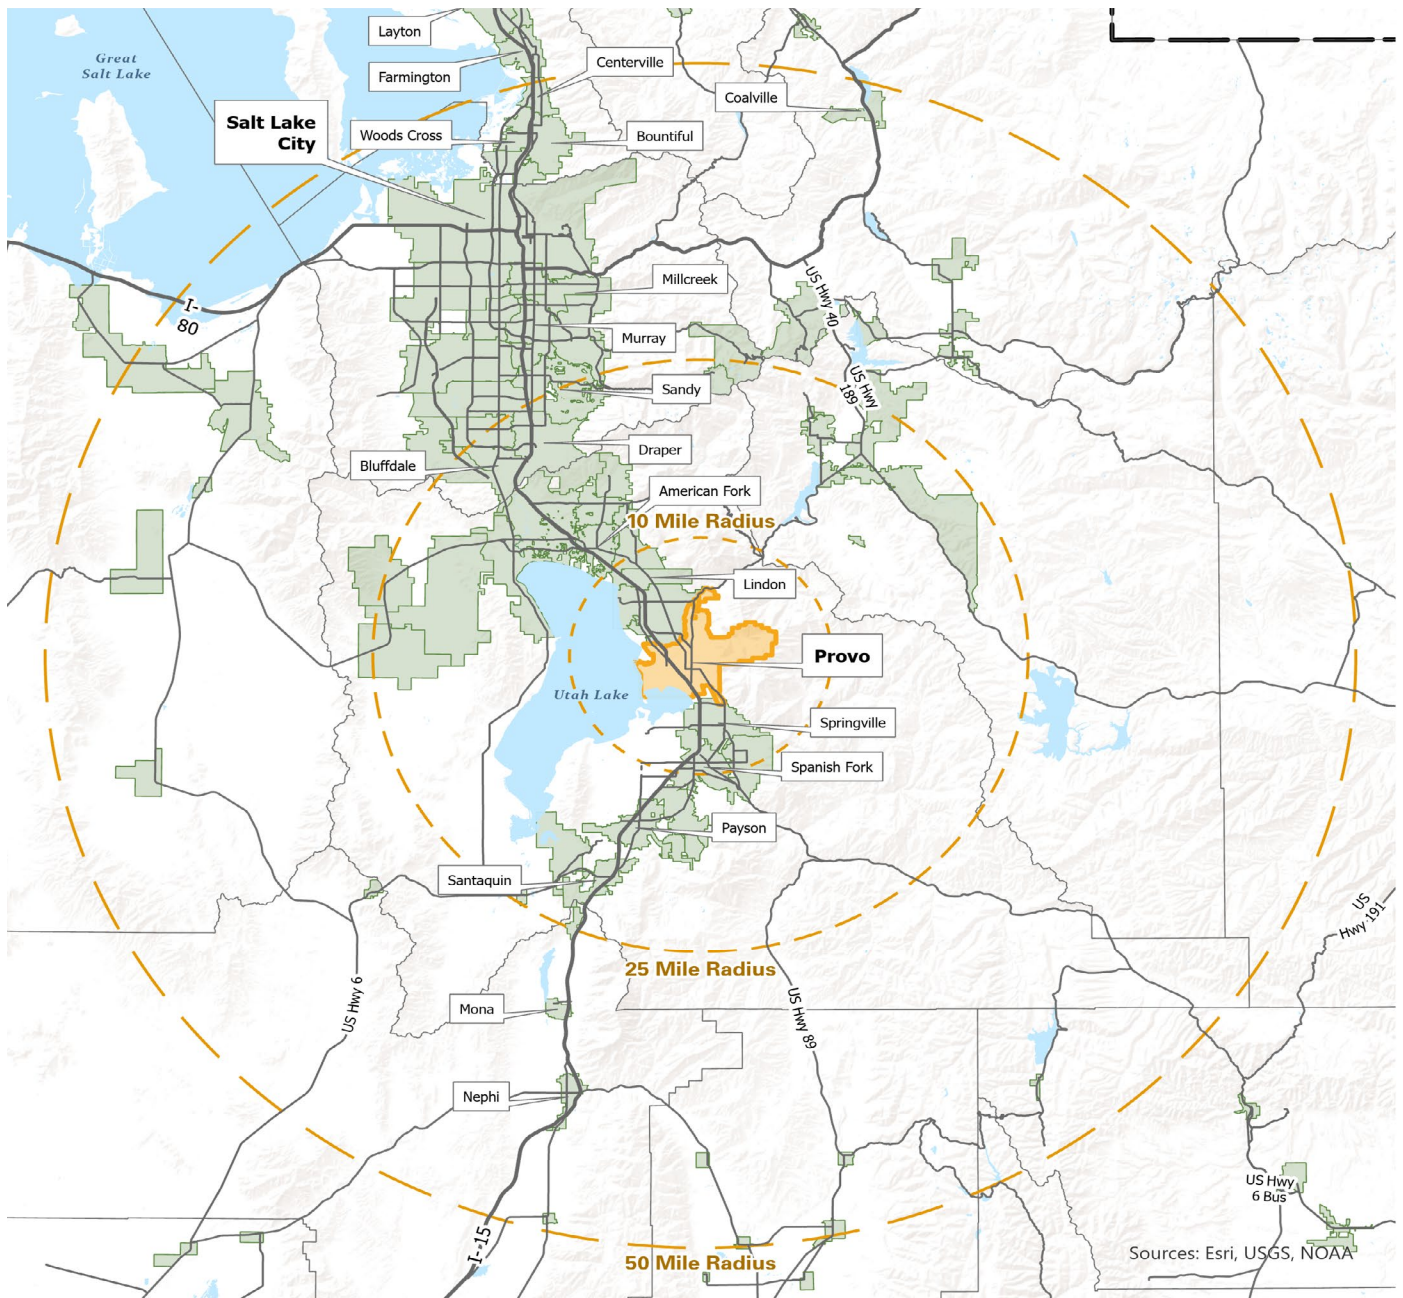 Layton
Great
Salt Lake
Farmington
Centerville
Coalville
Salt Lake
City
Woods Cross
Bountiful
Millcreek
US Hwy 40
I-
80
Murray
Sandy
US Hwy
189
Draper
Bluffdale
American Fork
10 Mile Radius
Lindon
Provo
Utah Lake
Springville
Spanish Fork
Payson
Santaquin
US
Hwy 191
25 Mile Radius
US Hwy 6
Mona
US Hwy 89
Nephi
US Hwy
6 Bus
I-15
50 Mile Radius
Sources: Esri, USGS, NOAA